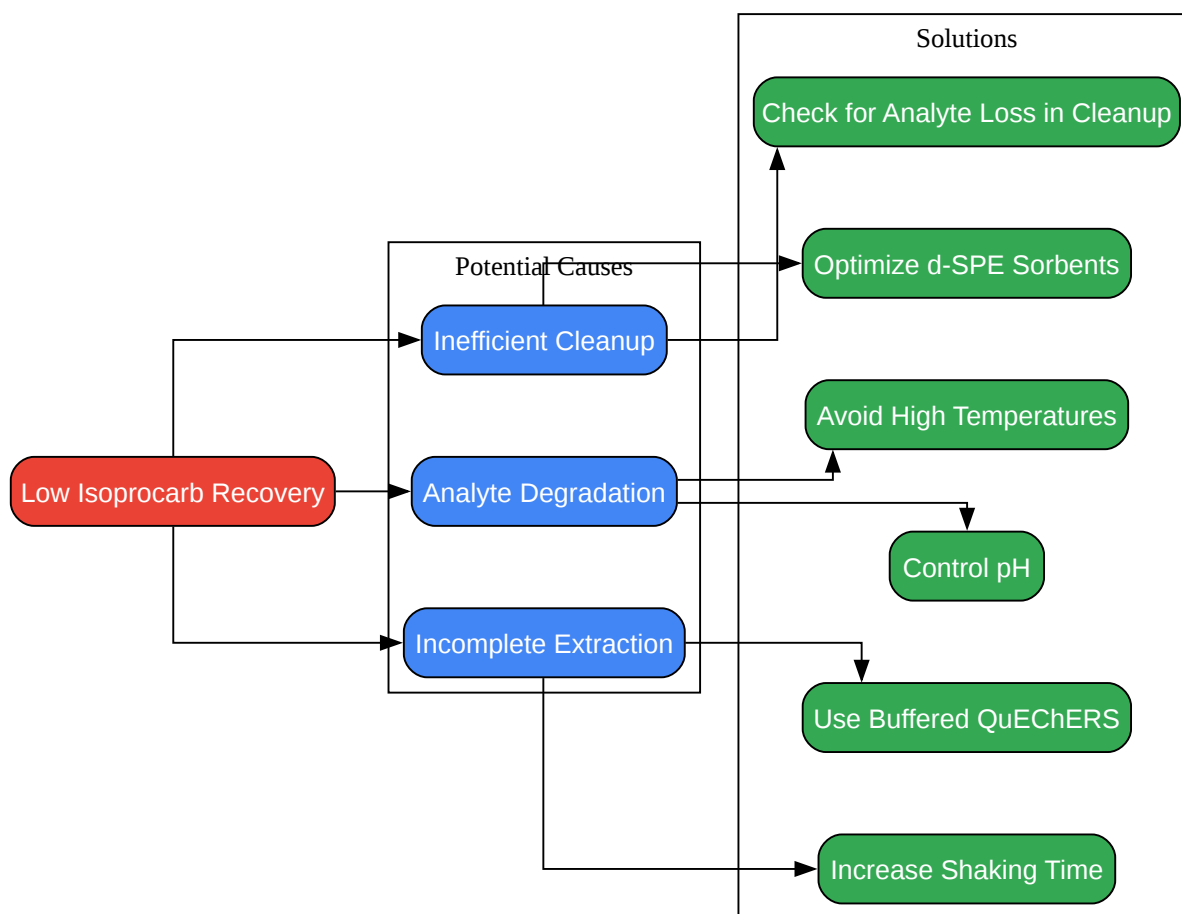 Solutions
Check for Analyte Loss in Cleanup
Optimize d-SPE Sorbents
Potential Causes
Inefficient Cleanup
Avoid High Temperatures
Low Isoprocarb Recovery
Analyte Degradation
Control pH
Incomplete Extraction
Use Buffered QuEChERS
Increase Shaking Time